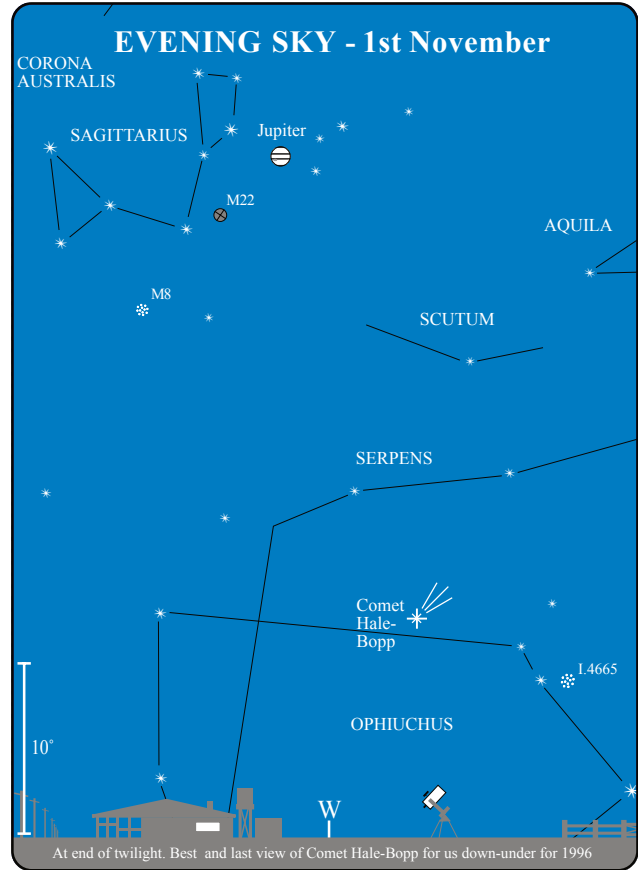 EVENING SKY - 1st November
CORONA
AUSTRALIS
SAGITTARIUS
Jupiter
M22
AQUILA
M8
SCUTUM
SERPENS
Comet
Hale-
Bopp
I.4665
OPHIUCHUS
10°
W
At end of twilight. Best and last view of Comet Hale-Bopp for us down-under for 1996